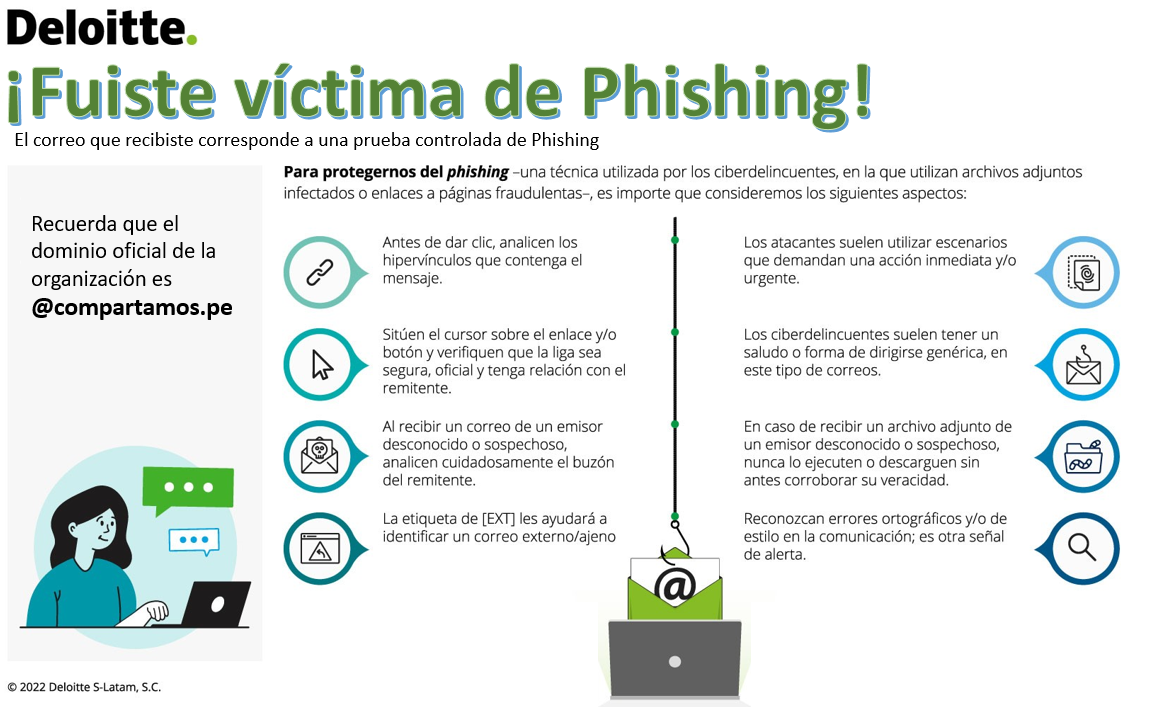 Deloitte.
¡Fuiste víctima de Phishing!
El correo que recibiste corresponde a una prueba controlada de Phishing
Recuerda que el
dominio oficial de la
organización es
@compartamos.pe
Para protegernos del phishing –una técnica utilizada por los ciberdelincuentes, en la que utilizan archivos adjuntos
infectados o enlaces a páginas fraudulentas–, es importe que consideremos los siguientes aspectos:
Antes de dar clic, analicen los
hipervínculos que contenga el
mensaje.
Sitúen el cursor sobre el enlace y/o
botón y verifiquen que la liga sea
segura, oficial y tenga relación con el
remitente.
Al recibir un correo de un emisor
desconocido o sospechoso,
analicen cuidadosamente el buzón
del remitente.
La etiqueta de [EXT] les ayudará a
identificar un correo externo/ajeno
Los atacantes suelen utilizar escenarios
que demandan una acción inmediata y/o
urgente.
Los ciberdelincuentes suelen tener un
saludo o forma de dirigirse genérica, en
este tipo de correos.
En caso de recibir un archivo adjunto de
un emisor desconocido o sospechoso,
nunca lo ejecuten o descarguen sin
antes corroborar su veracidad.
Reconozcan errores ortográficos y/o de
estilo en la comunicación; es otra señal
de alerta.
@
© 2022 Deloitte S-Latam, S.C.